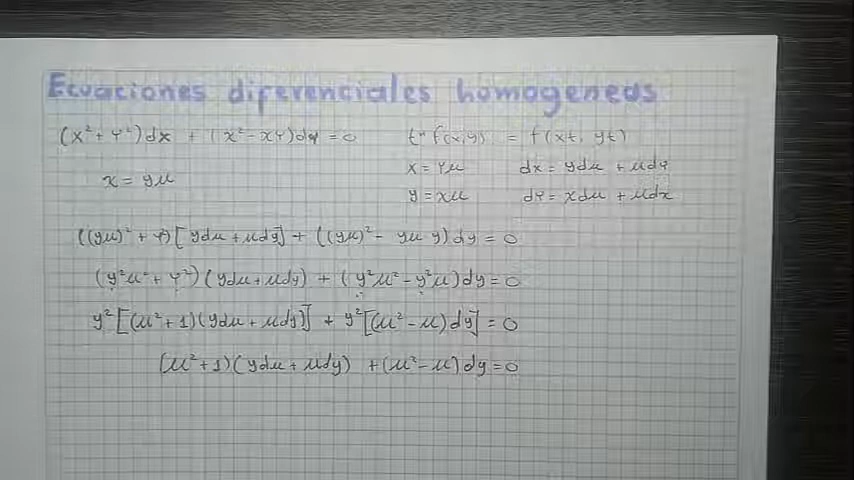 Ecuaciones diferenciales homogeneas
(x² + y²)dx + (x² - xy)dy = 0
tⁿ f(x,y) = f(xt, yt)
x = yu
x = yu dx = ydu + udy
y = xu dy = xdu + udx
((yu)² + y)[ydu + udy] + ((yu)² - yu y)dy = 0
(y²u² + y²)(ydu + udy) + (y²u² - y²u)dy = 0
y²[(u² + 1)(ydu + udy)] + y²[(u² - u)dy] = 0
(u² + 1)(ydu + udy) + (u² - u)dy = 0